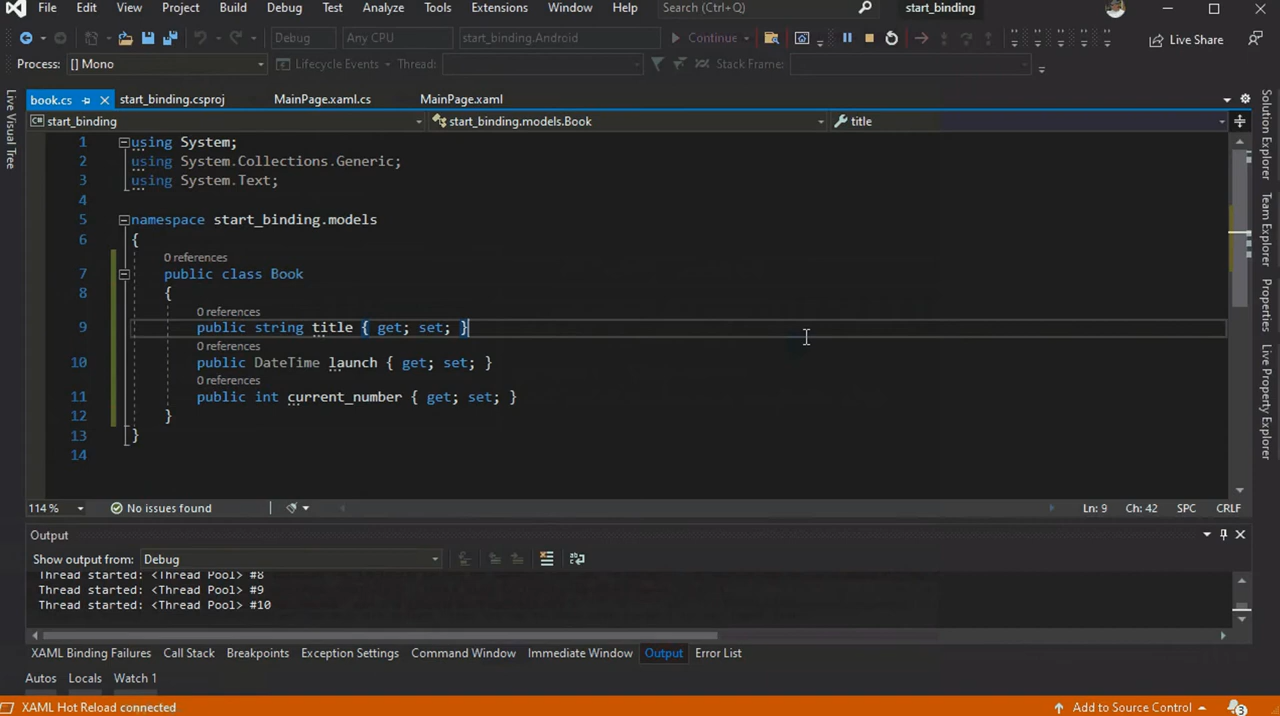 File Edit View Project Build Debug Test Analyze Tools Extensions Window Help Search (Ctrl+Q) start_binding
Debug Any CPU start_binding.Android Continue Live Share
Process: [] Mono Lifecycle Events Thread: Stack Frame:
book.cs start_binding.csproj MainPage.xaml.cs MainPage.xaml
start_binding start_binding.models.Book title
1 using System;
2 using System.Collections.Generic;
3 using System.Text;
4
5 namespace start_binding.models
6 {
0 references
7 public class Book
8 {
0 references
9 public string title { get; set; }
0 references
10 public DateTime launch { get; set; }
0 references
11 public int current_number { get; set; }
12 }
13 }
14
114 % No issues found Ln: 9 Ch: 42 SPC CRLF
Output
Show output from: Debug
Thread started: <Thread Pool> #8
Thread started: <Thread Pool> #9
Thread started: <Thread Pool> #10
XAML Binding Failures Call Stack Breakpoints Exception Settings Command Window Immediate Window Output Error List
Autos Locals Watch 1
XAML Hot Reload connected Add to Source Control 3
Live Visual Tree
Solution Explorer
Team Explorer
Properties
Live Property Explorer